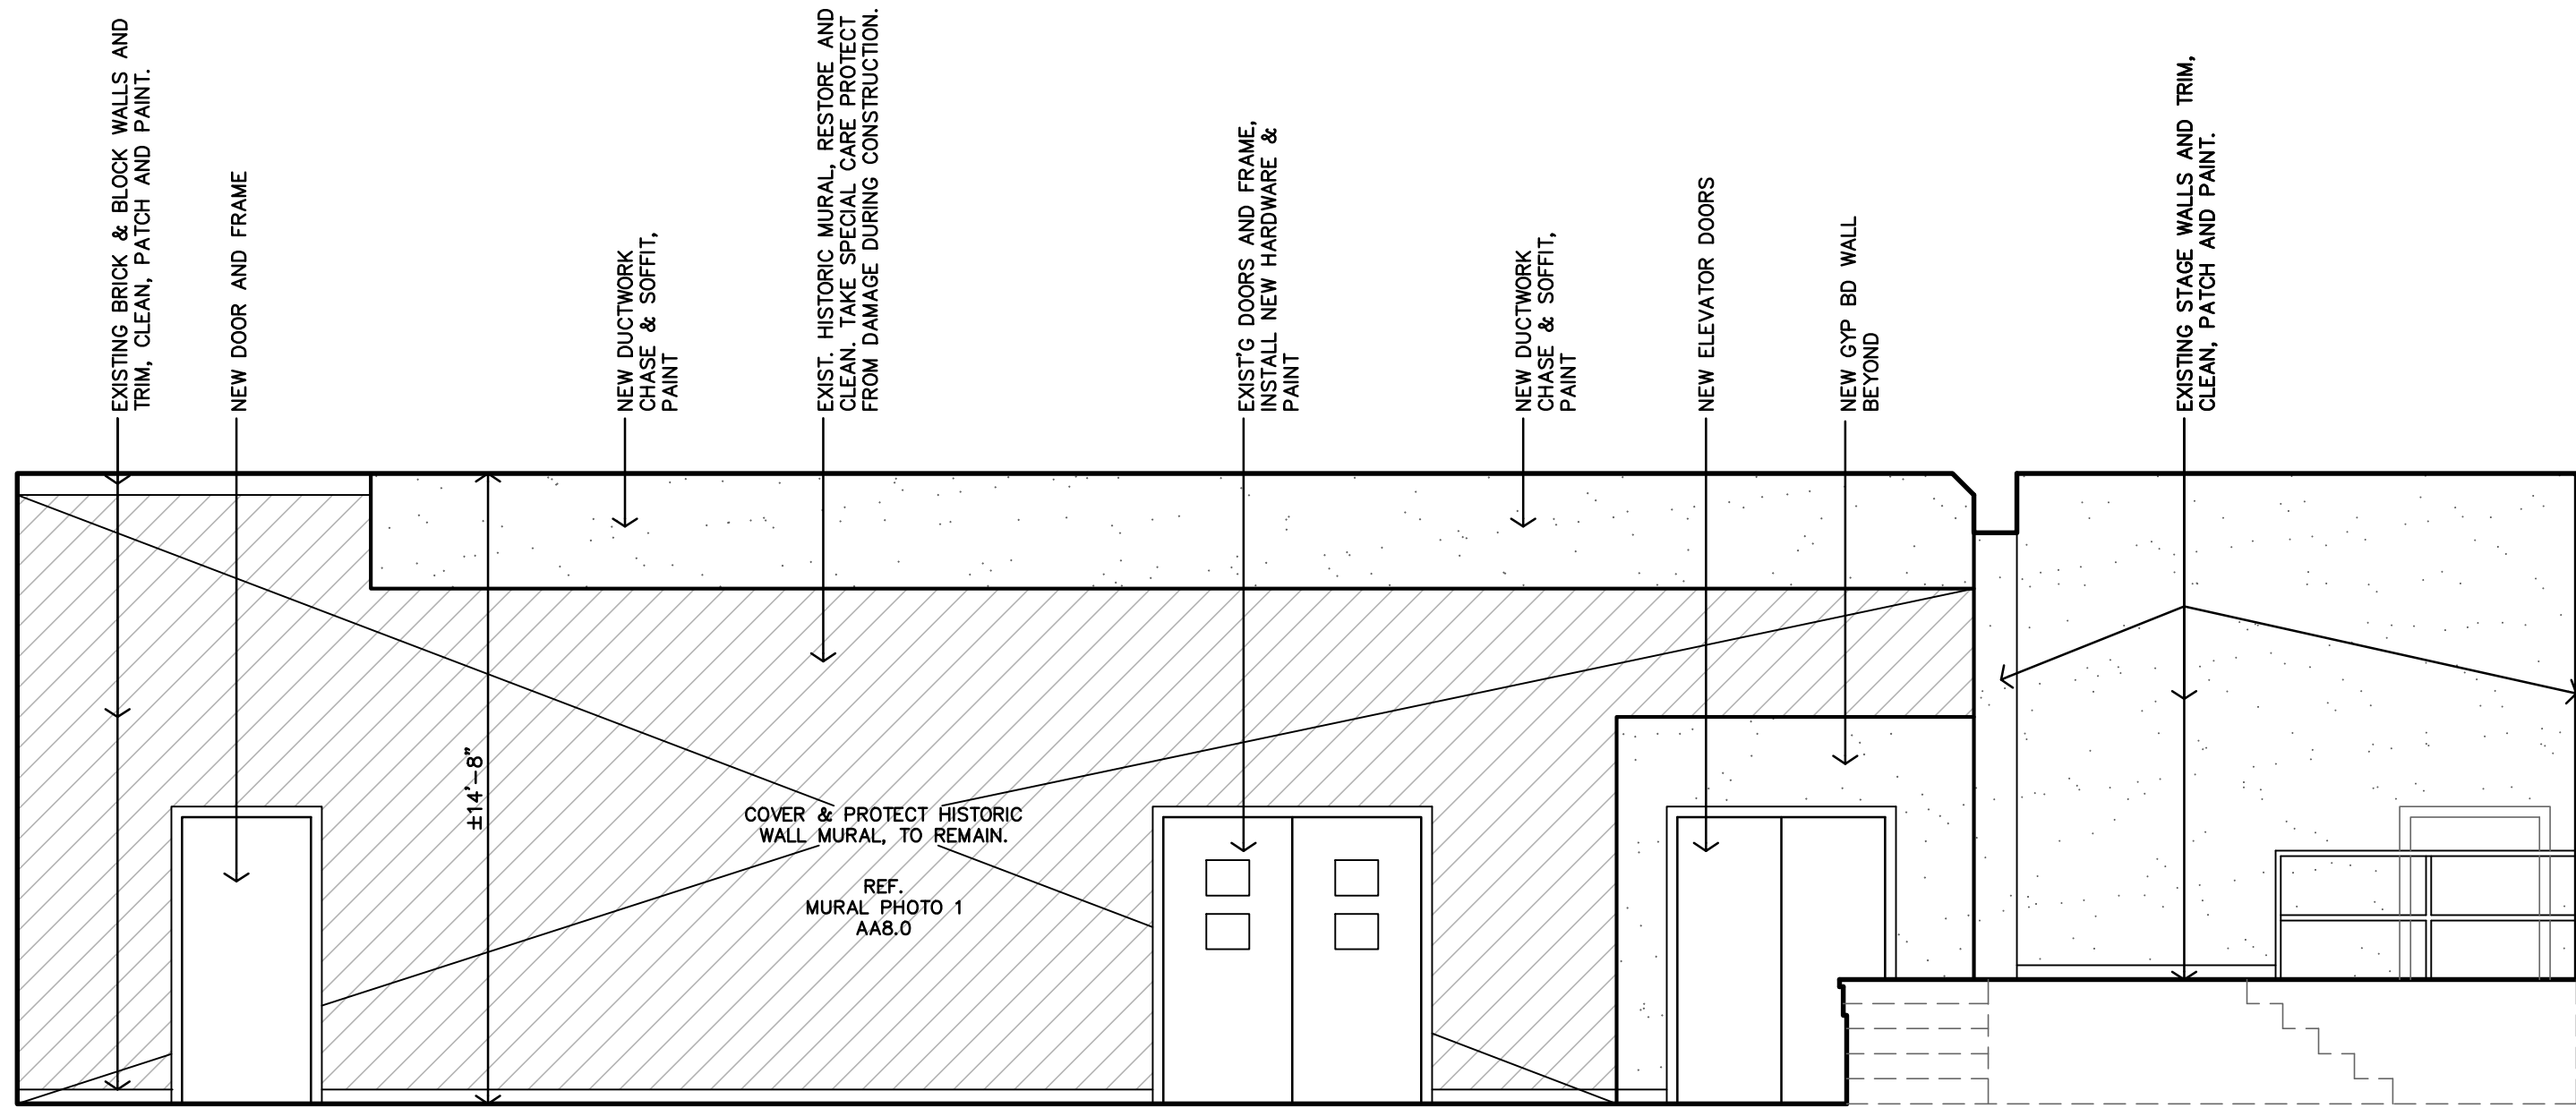 EXISTING BRICK & BLOCK WALLS AND
TRIM, CLEAN, PATCH AND PAINT.
NEW DOOR AND FRAME
NEW DUCTWORK
CHASE & SOFFIT,
PAINT
EXIST. HISTORIC MURAL, RESTORE AND
CLEAN. TAKE SPECIAL CARE PROTECT
FROM DAMAGE DURING CONSTRUCTION.
EXIST'G DOORS AND FRAME,
INSTALL NEW HARDWARE &
PAINT
NEW DUCTWORK
CHASE & SOFFIT,
PAINT
NEW ELEVATOR DOORS
NEW GYP BD WALL
BEYOND
EXISTING STAGE WALLS AND TRIM,
CLEAN, PATCH AND PAINT.
±14'-8"
COVER & PROTECT HISTORIC
WALL MURAL, TO REMAIN.
REF.
MURAL PHOTO 1
AA8.0